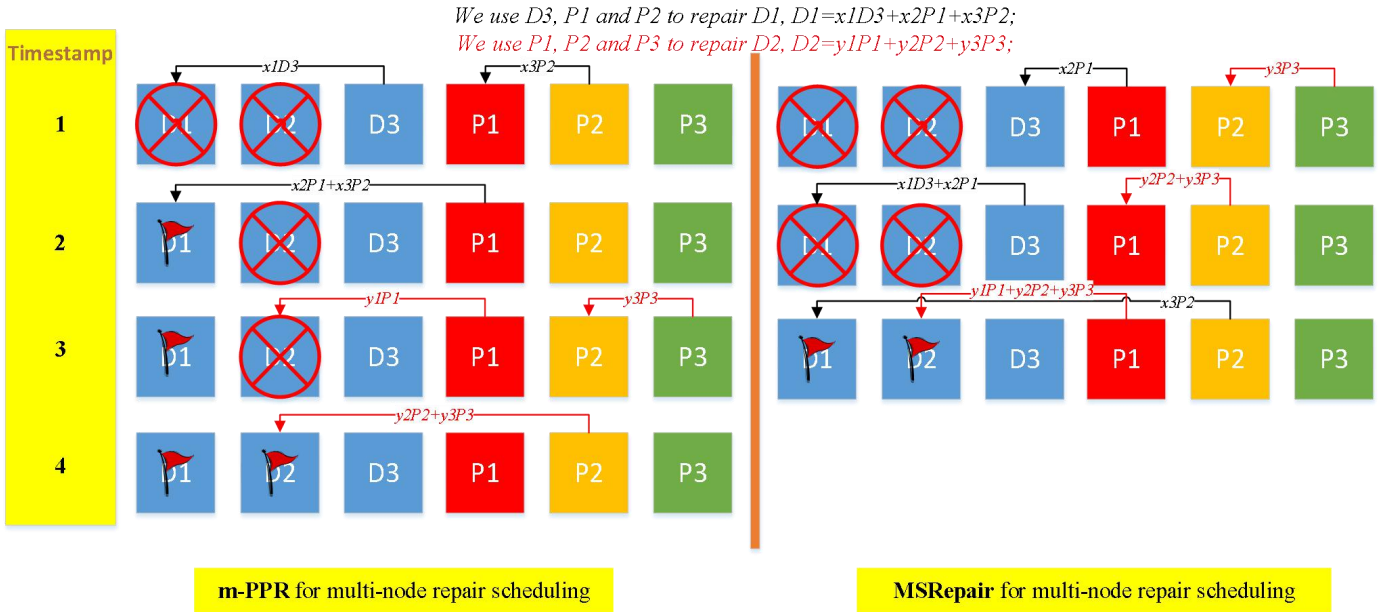 We use D3, P1 and P2 to repair D1, D1=x1D3+x2P1+x3P2;
We use P1, P2 and P3 to repair D2, D2=y1P1+y2P2+y3P3;
Timestamp
x1D3 x3P2
1 D1 D2 D3 P1 P2 P3
x2P1+x3P2
2 D1 D2 D3 P1 P2 P3
y1P1 y3P3
3 D1 D2 D3 P1 P2 P3
y2P2+y3P3
4 D1 D2 D3 P1 P2 P3
m-PPR for multi-node repair scheduling
x2P1 y3P3
D1 D2 D3 P1 P2 P3
x1D3+x2P1 y2P2+y3P3
D1 D2 D3 P1 P2 P3
y1P1+y2P2+y3P3
x3P2
D1 D2 D3 P1 P2 P3
MSRepair for multi-node repair scheduling